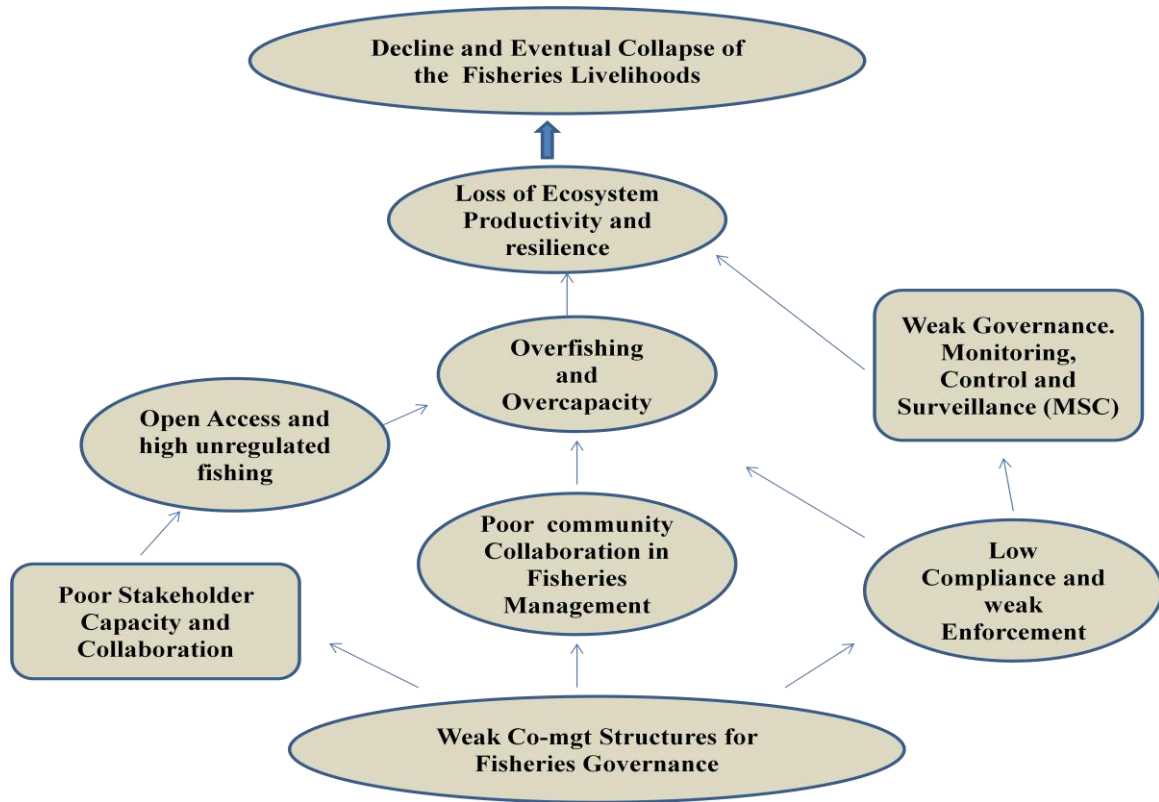 Decline and Eventual Collapse of
the Fisheries Livelihoods
Loss of Ecosystem
Productivity and
resilience
Overfishing
and
Overcapacity
Weak Governance.
Monitoring,
Control and
Surveillance (MSC)
Open Access and
high unregulated
fishing
Poor community
Collaboration in
Fisheries
Management
Low
Compliance and
weak
Enforcement
Poor Stakeholder
Capacity and
Collaboration
Weak Co-mgt Structures for
Fisheries Governance